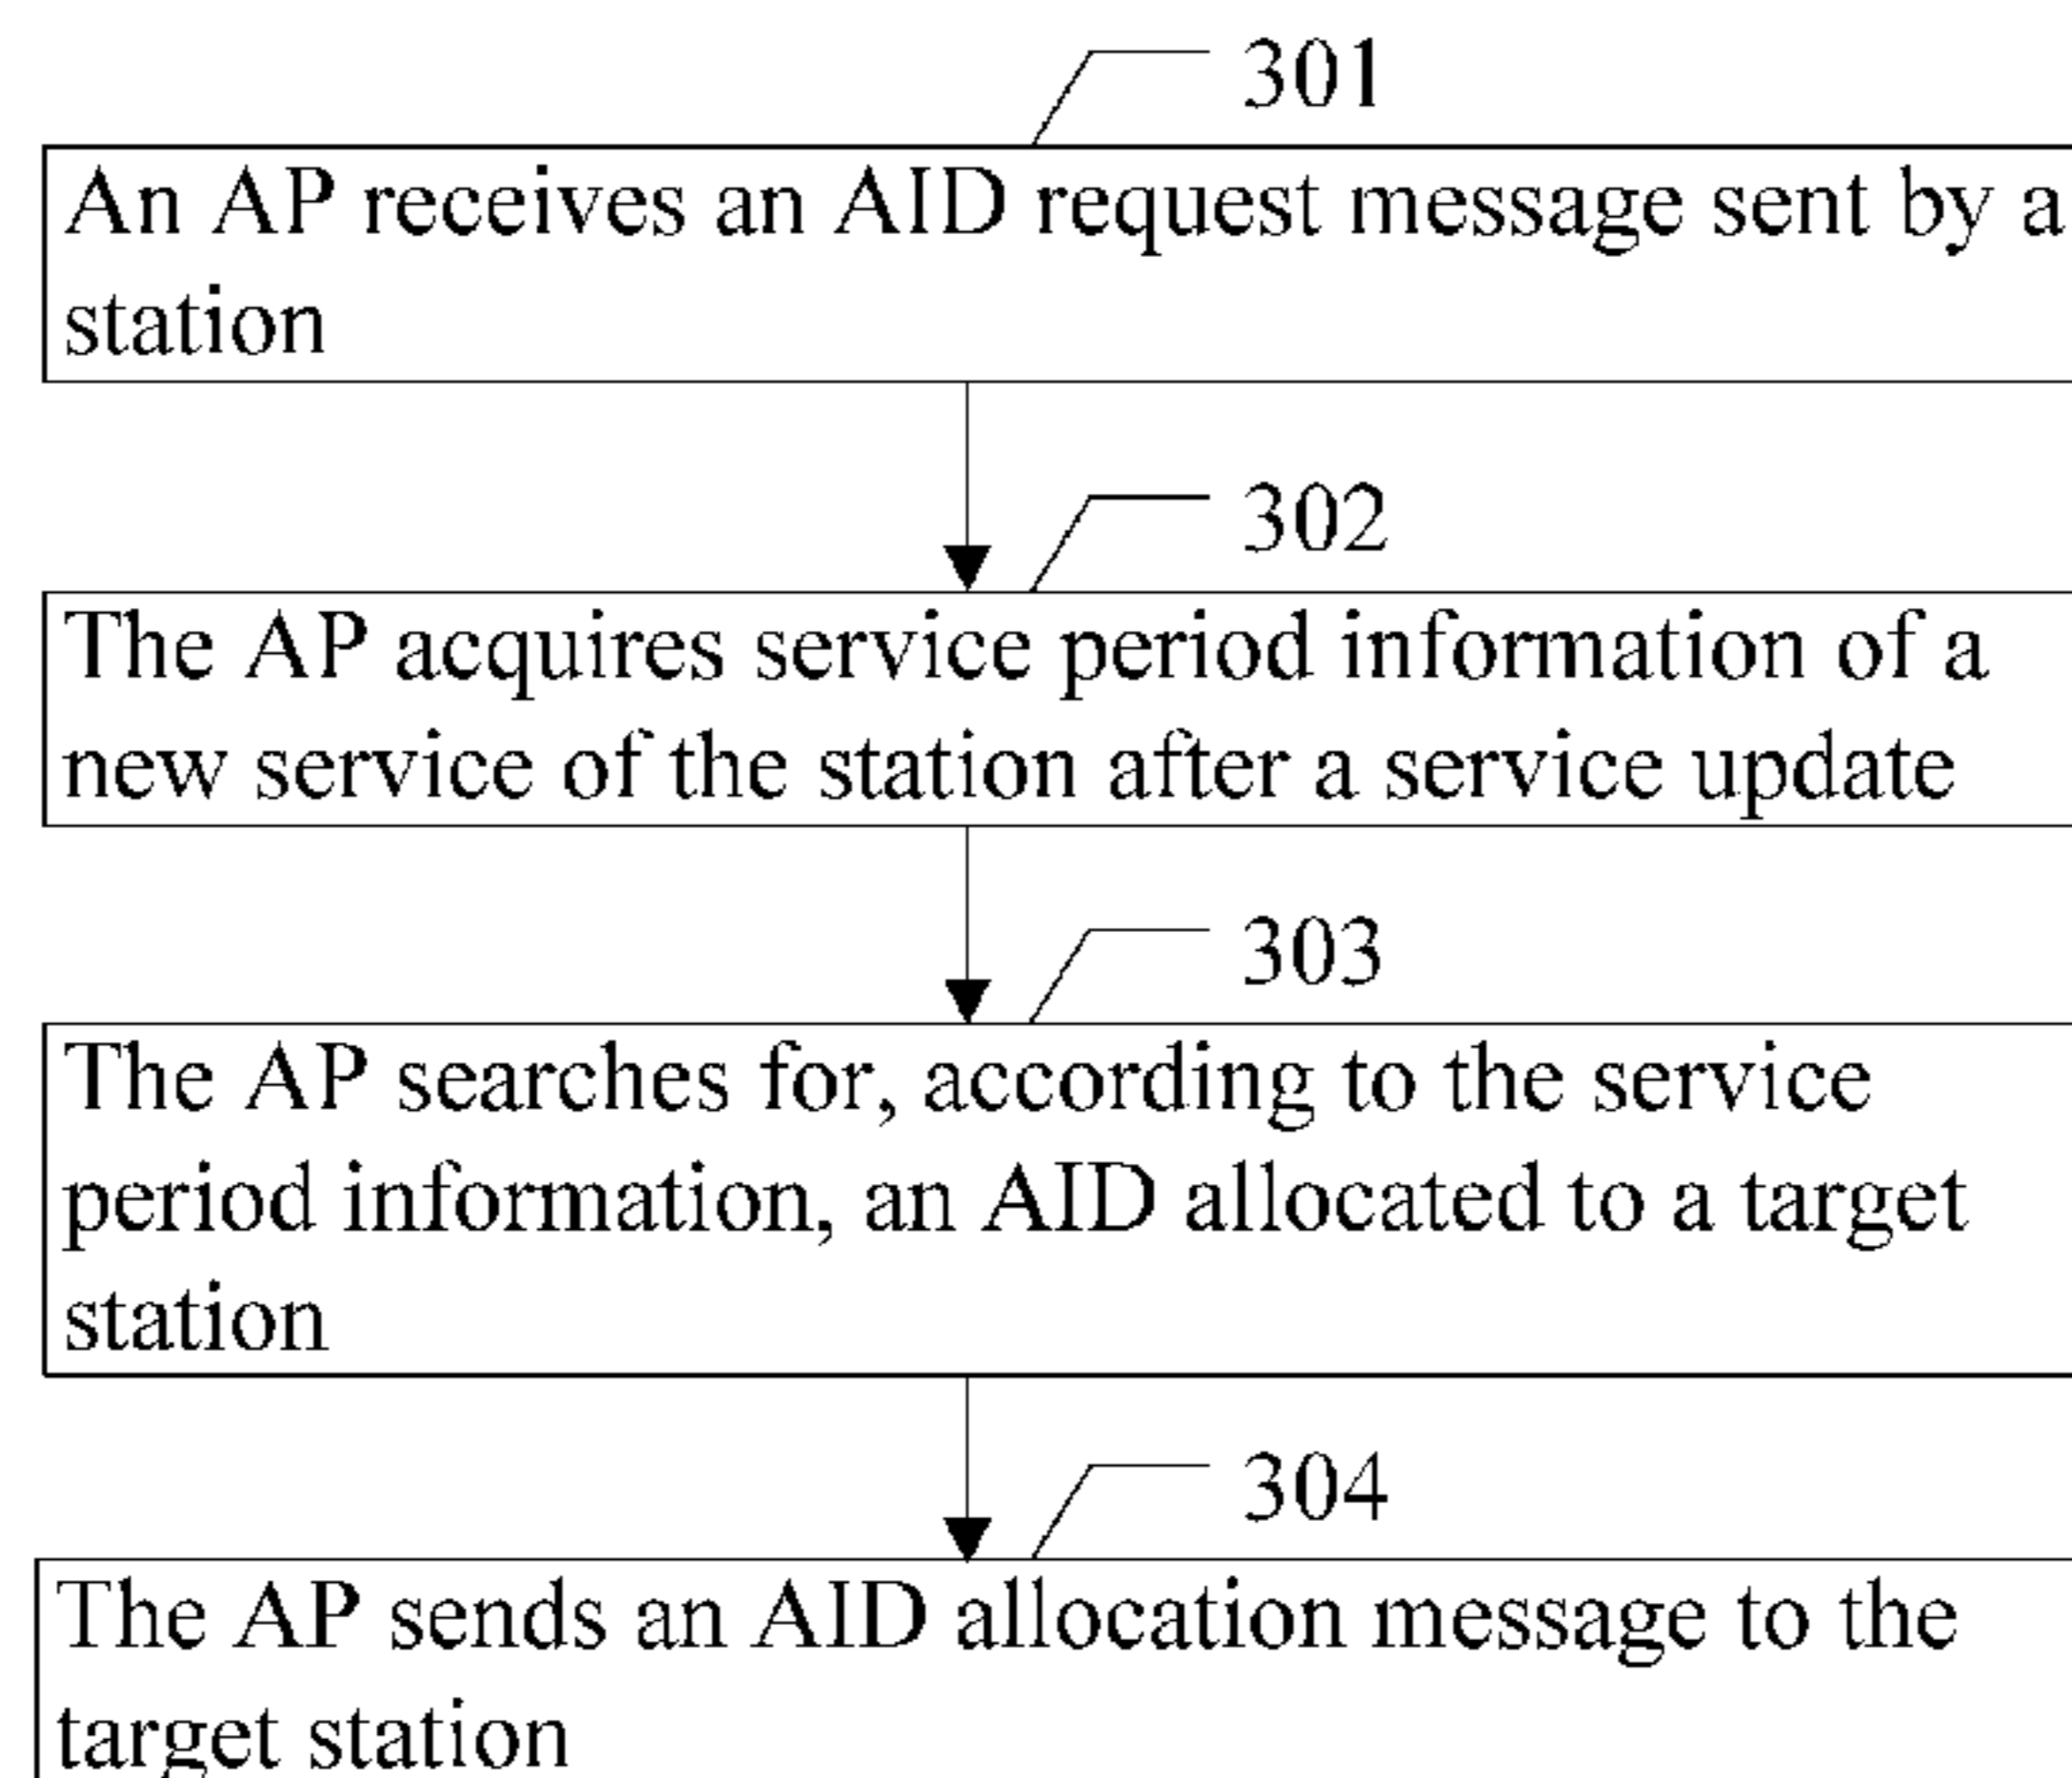 301
An AP receives an AID request message sent by a
station
302
The AP acquires service period information of a
new service of the station after a service update
303
The AP searches for, according to the service
period information, an AID allocated to a target
station
304
The AP sends an AID allocation message to the
target station